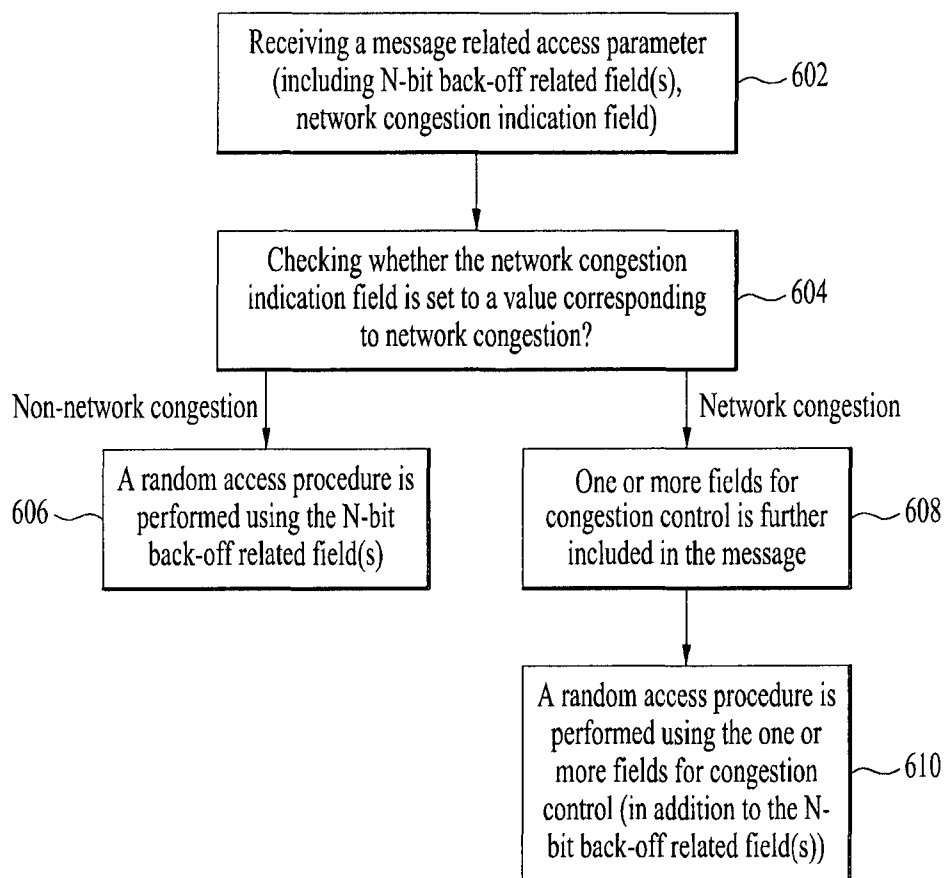 Receiving a message related access parameter
(including N-bit back-off related field(s),
network congestion indication field)
602
Checking whether the network congestion
indication field is set to a value corresponding
to network congestion?
604
Non-network congestion
Network congestion
A random access procedure is
performed using the N-bit
back-off related field(s)
606
One or more fields for
congestion control is further
included in the message
608
A random access procedure is
performed using the one or
more fields for congestion
control (in addition to the N-
bit back-off related field(s))
610